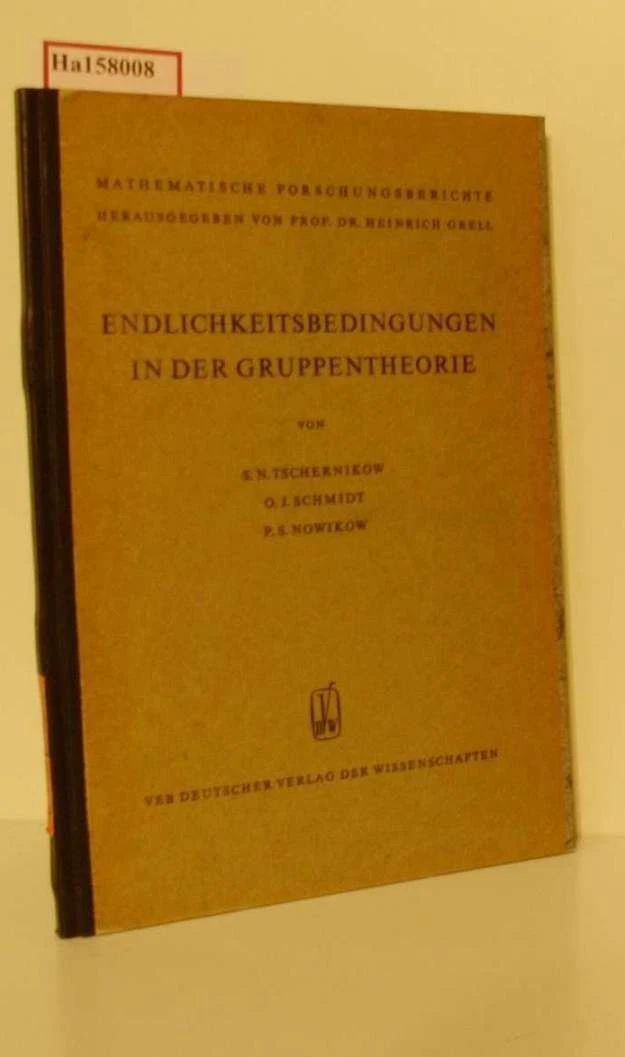 Ha158008
MATHEMATISCHE FORSCHUNGSBERICHTE
HERAUSGEGEBEN VON PROF. DR. HEINRICH GRELL
ENDLICHKEITSBEDINGUNGEN
IN DER GRUPPENTHEORIE
VON
S. N. TSCHERNIKOW
O. J. SCHMIDT
P. S. NOWIKOW
VEB DEUTSCHER VERLAG DER WISSENSCHAFTEN